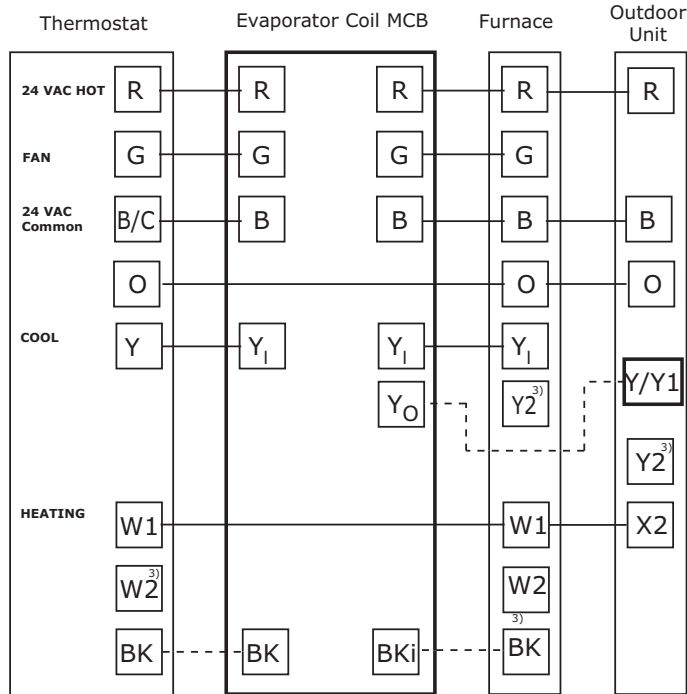 Thermostat Evaporator Coil MCB Furnace Outdoor
Unit
24 VAC HOT R R R R R
FAN G G G G
24 VAC
Common B/C B B B B
O O O
COOL Y YI YI YI
Y/Y1
YO Y2 3)
Y2 3)
HEATING W1 W1 X2
W2 3) W2
3)
BK BK BKi BK